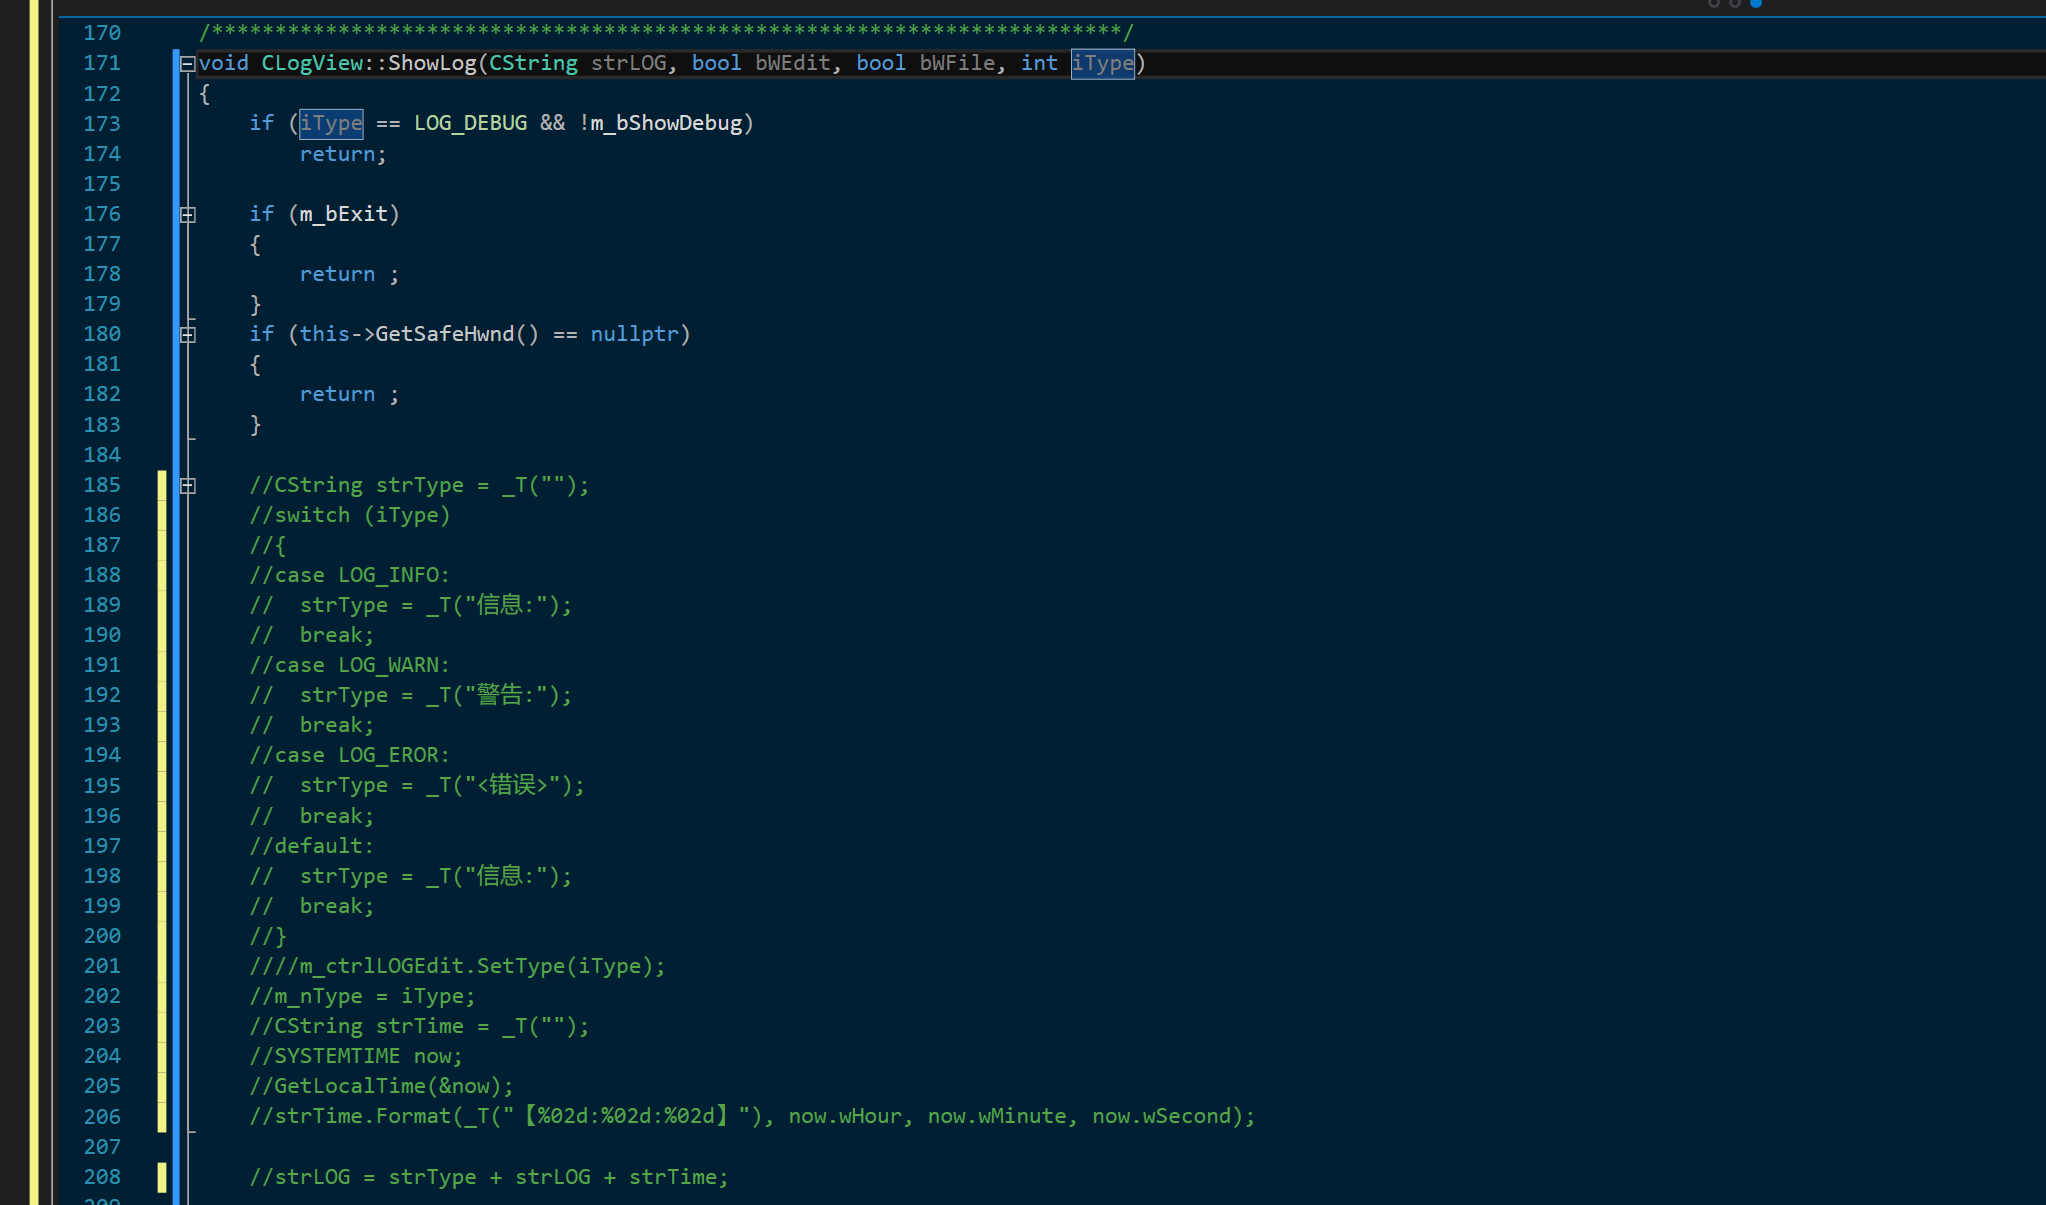 170 /************************************************************************/
171 void CLogView::ShowLog(CString strLOG, bool bWEdit, bool bWFile, int iType)
172 {
173     if (iType == LOG_DEBUG && !m_bShowDebug)
174         return;
175
176     if (m_bExit)
177     {
178         return ;
179     }
180     if (this->GetSafeHwnd() == nullptr)
181     {
182         return ;
183     }
184
185     //CString strType = _T("");
186     //switch (iType)
187     //{
188     //case LOG_INFO:
189     //  strType = _T("信息:");
190     //  break;
191     //case LOG_WARN:
192     //  strType = _T("警告:");
193     //  break;
194     //case LOG_EROR:
195     //  strType = _T("<错误>");
196     //  break;
197     //default:
198     //  strType = _T("信息:");
199     //  break;
200     //}
201     ////m_ctrlLOGEdit.SetType(iType);
202     //m_nType = iType;
203     //CString strTime = _T("");
204     //SYSTEMTIME now;
205     //GetLocalTime(&now);
206     //strTime.Format(_T("【%02d:%02d:%02d】"), now.wHour, now.wMinute, now.wSecond);
207
208     //strLOG = strType + strLOG + strTime;